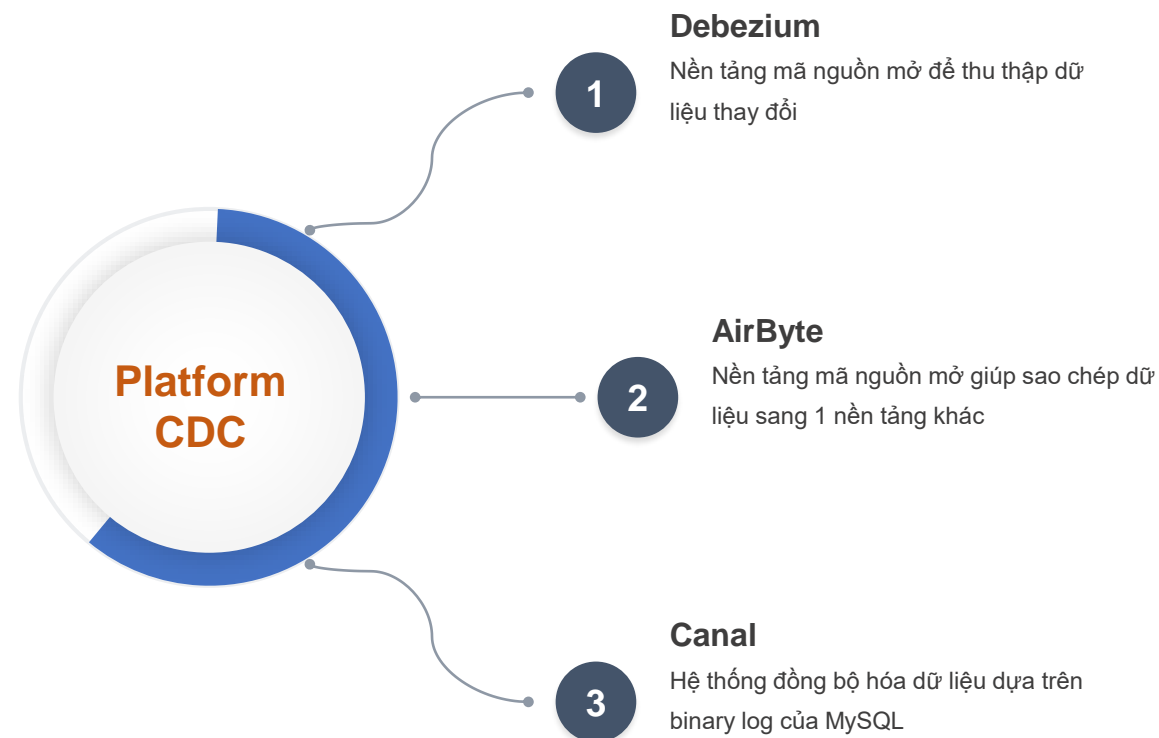 Debezium
1
Nền tảng mã nguồn mở để thu thập dữ
liệu thay đổi
Platform
CDC
AirByte
2
Nền tảng mã nguồn mở giúp sao chép dữ
liệu sang 1 nền tảng khác
Canal
3
Hệ thống đồng bộ hóa dữ liệu dựa trên
binary log của MySQL